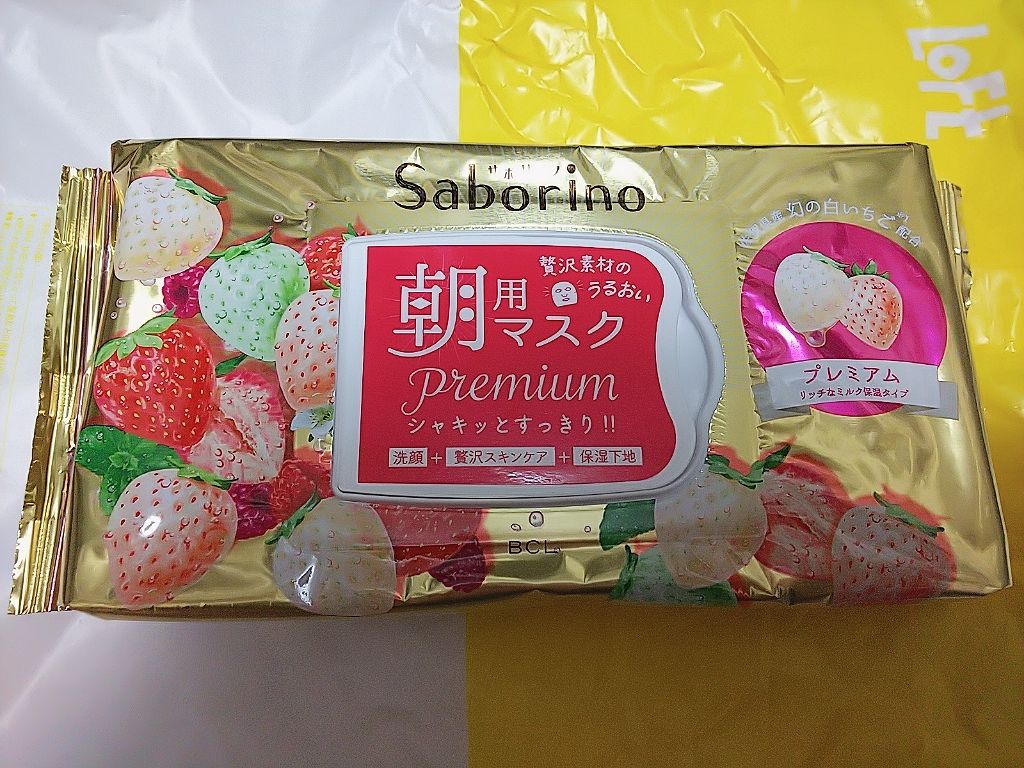 Loft
サボリーノ
Saborino
朝用マスク
贅沢素材の
うるおい
premium
シャキッとすっきり!!
洗顔 + 贅沢スキンケア + 保湿下地
BCL
幻の白いちご※1配合
プレミアム
リッチなミルク保湿タイプ